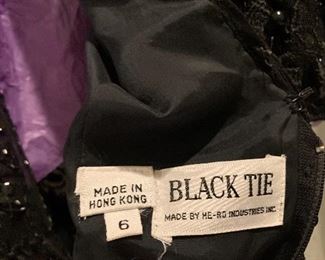 MADE IN
HONG KONG
6
BLACK TIE
MADE BY HE-RO INDUSTRIES INC.